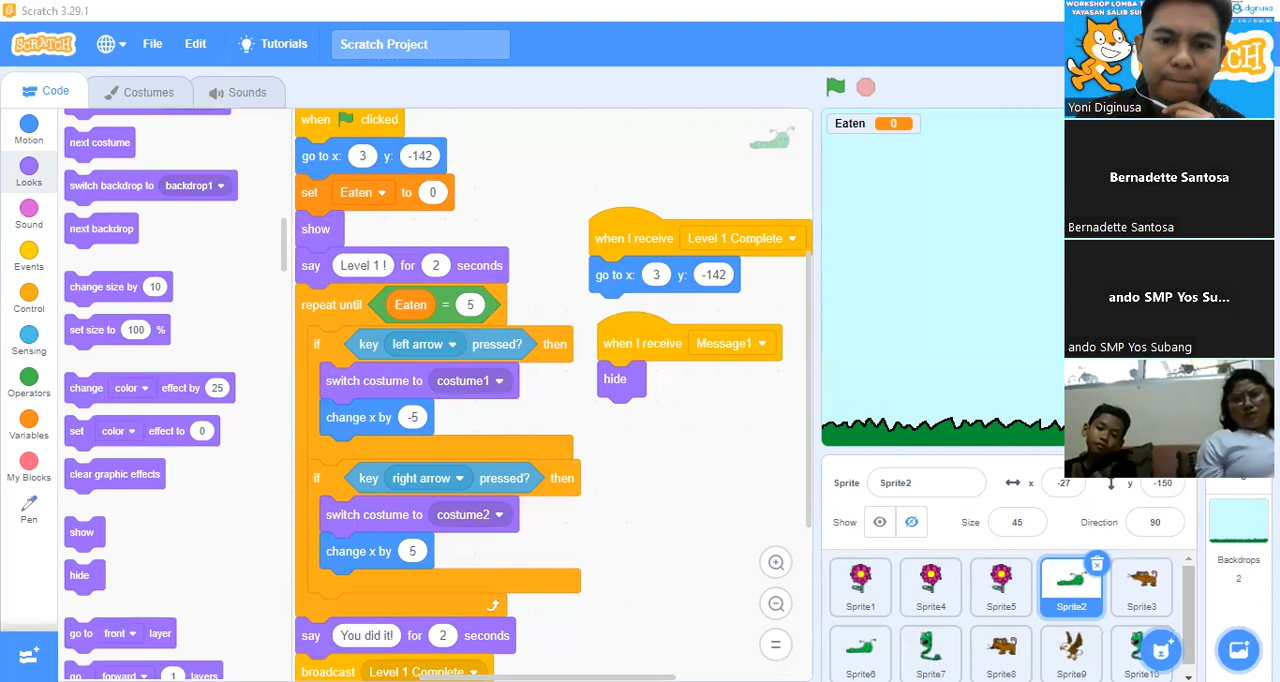 Scratch 3.29.1
SCRATCH
File
Edit
Tutorials
Scratch Project
Code
Costumes
Sounds
Motion
Looks
Sound
Events
Control
Sensing
Operators
Variables
My Blocks
Pen
next costume
switch backdrop to backdrop1
next backdrop
change size by 10
set size to 100 %
change color effect by 25
set color effect to 0
clear graphic effects
show
hide
go to front layer
go forward 1 layers
when clicked
go to x: 3 y: -142
set Eaten to 0
show
say Level 1 ! for 2 seconds
repeat until Eaten = 5
if key left arrow pressed? then
switch costume to costume1
change x by -5
if key right arrow pressed? then
switch costume to costume2
change x by 5
say You did it! for 2 seconds
broadcast Level 1 Complete
when I receive Level 1 Complete
go to x: 3 y: -142
when I receive Message1
hide
Eaten 0
Sprite Sprite2 x -27 y -150
Show Size 45 Direction 90
Sprite1
Sprite4
Sprite5
Sprite2
Sprite3
Sprite6
Sprite7
Sprite8
Sprite9
Sprite10
Backdrops
2
diginusa
Yoni Diginusa
Bernadette Santosa
Bernadette Santosa
ando SMP Yos Su...
ando SMP Yos Subang